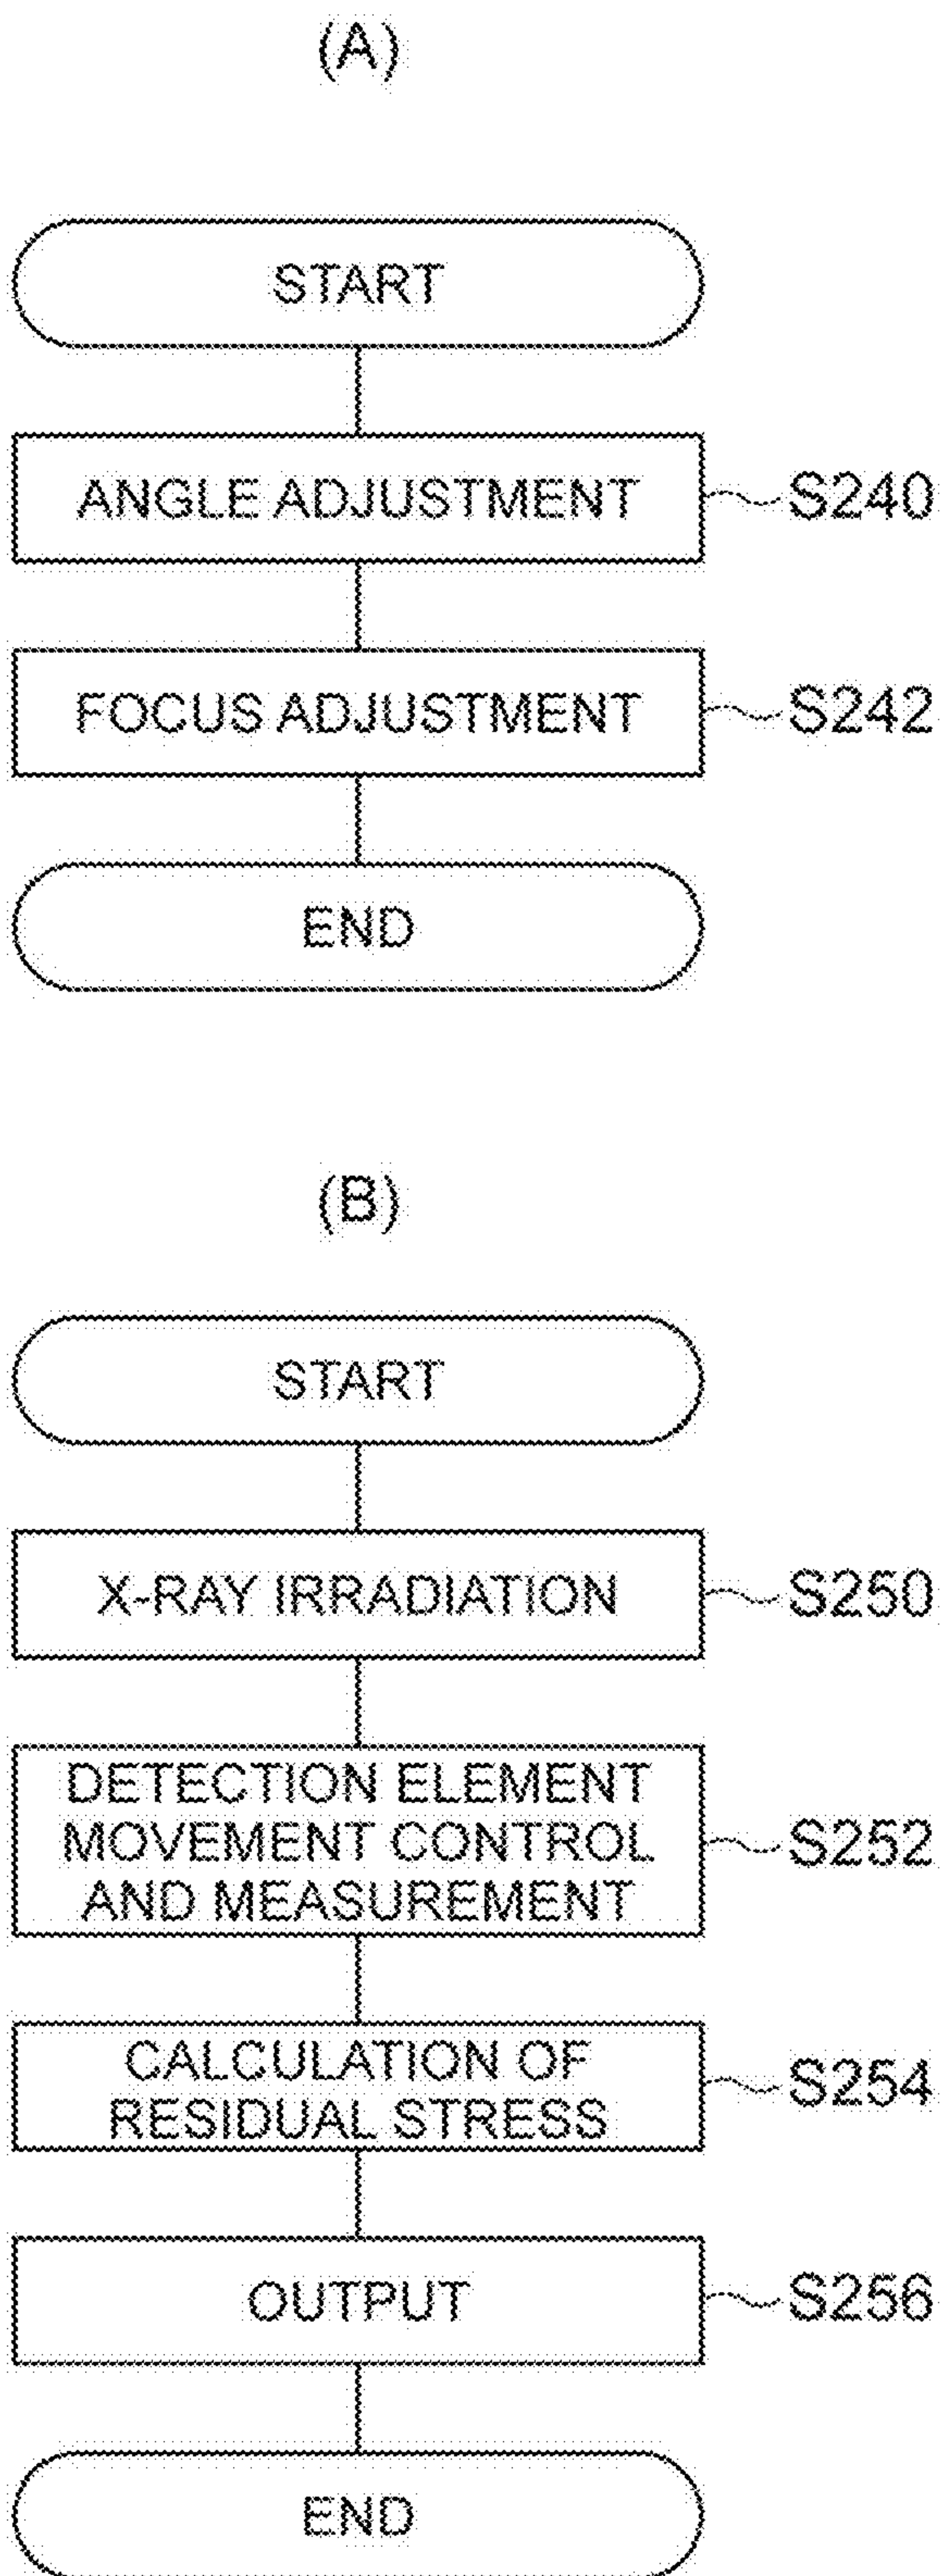 (A)
START
ANGLE ADJUSTMENT
S240
FOCUS ADJUSTMENT
S242
END
(B)
START
X-RAY IRRADIATION
S250
DETECTION ELEMENT
MOVEMENT CONTROL
AND MEASUREMENT
S252
CALCULATION OF
RESIDUAL STRESS
S254
OUTPUT
S256
END